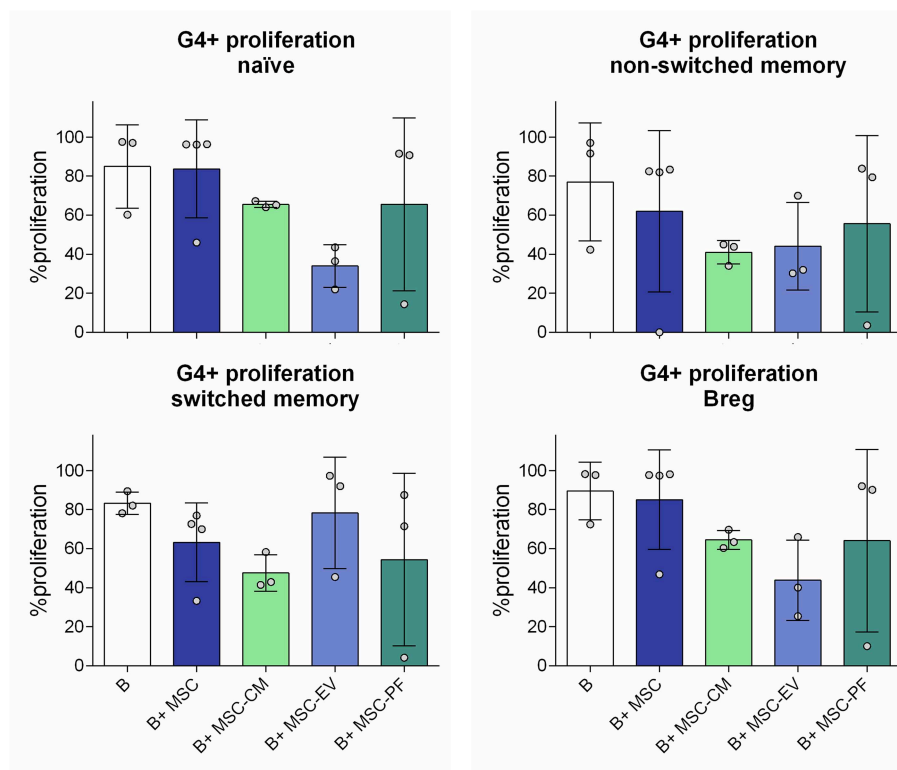 G4+ proliferation
naïve
%proliferation
100
80
60
40
20
0
G4+ proliferation
non-switched memory
%proliferation
100
80
60
40
20
0
G4+ proliferation
switched memory
%proliferation
100
80
60
40
20
0
B
B+ MSC
B+ MSC-CM
B+ MSC-EV
B+ MSC-PF
G4+ proliferation
Breg
%proliferation
100
80
60
40
20
0
B
B+ MSC
B+ MSC-CM
B+ MSC-EV
B+ MSC-PF